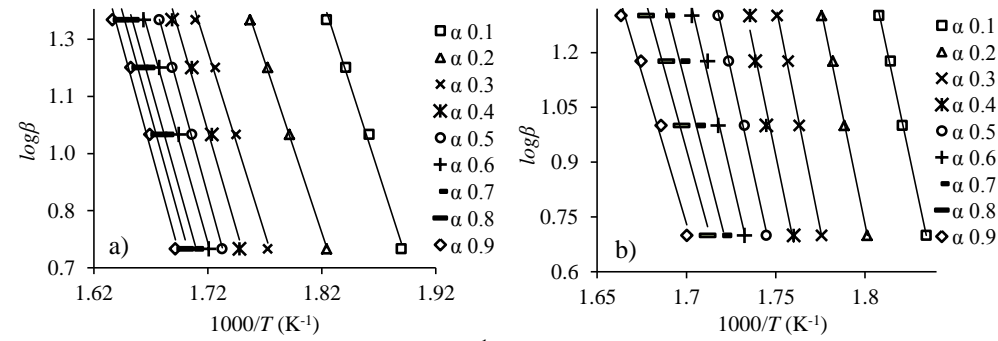 logβ
1.3
1.1
1.0
0.8
0.7
a)
1.62
1.72
1.82
1.92
1000/T (K⁻¹)
α 0.1
α 0.2
α 0.3
α 0.4
α 0.5
α 0.6
α 0.7
α 0.8
α 0.9
logβ
1.20
1.05
0.9
0.75
0.6
b)
1.65
1.7
1.75
1.8
1000/T (K⁻¹)
α 0.1
α 0.2
α 0.3
α 0.4
α 0.5
α 0.6
α 0.7
α 0.8
α 0.9